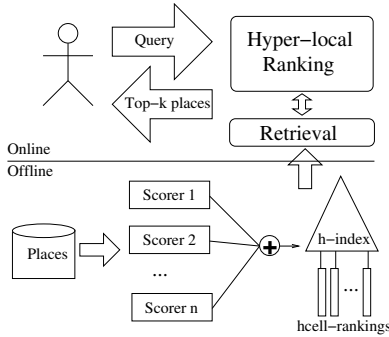 Query
Hyper-local
Ranking
Top-k places
Retrieval
Online
Offline
Scorer 1
Places
Scorer 2
...
Scorer n
+
h-index
...
hcell-rankings